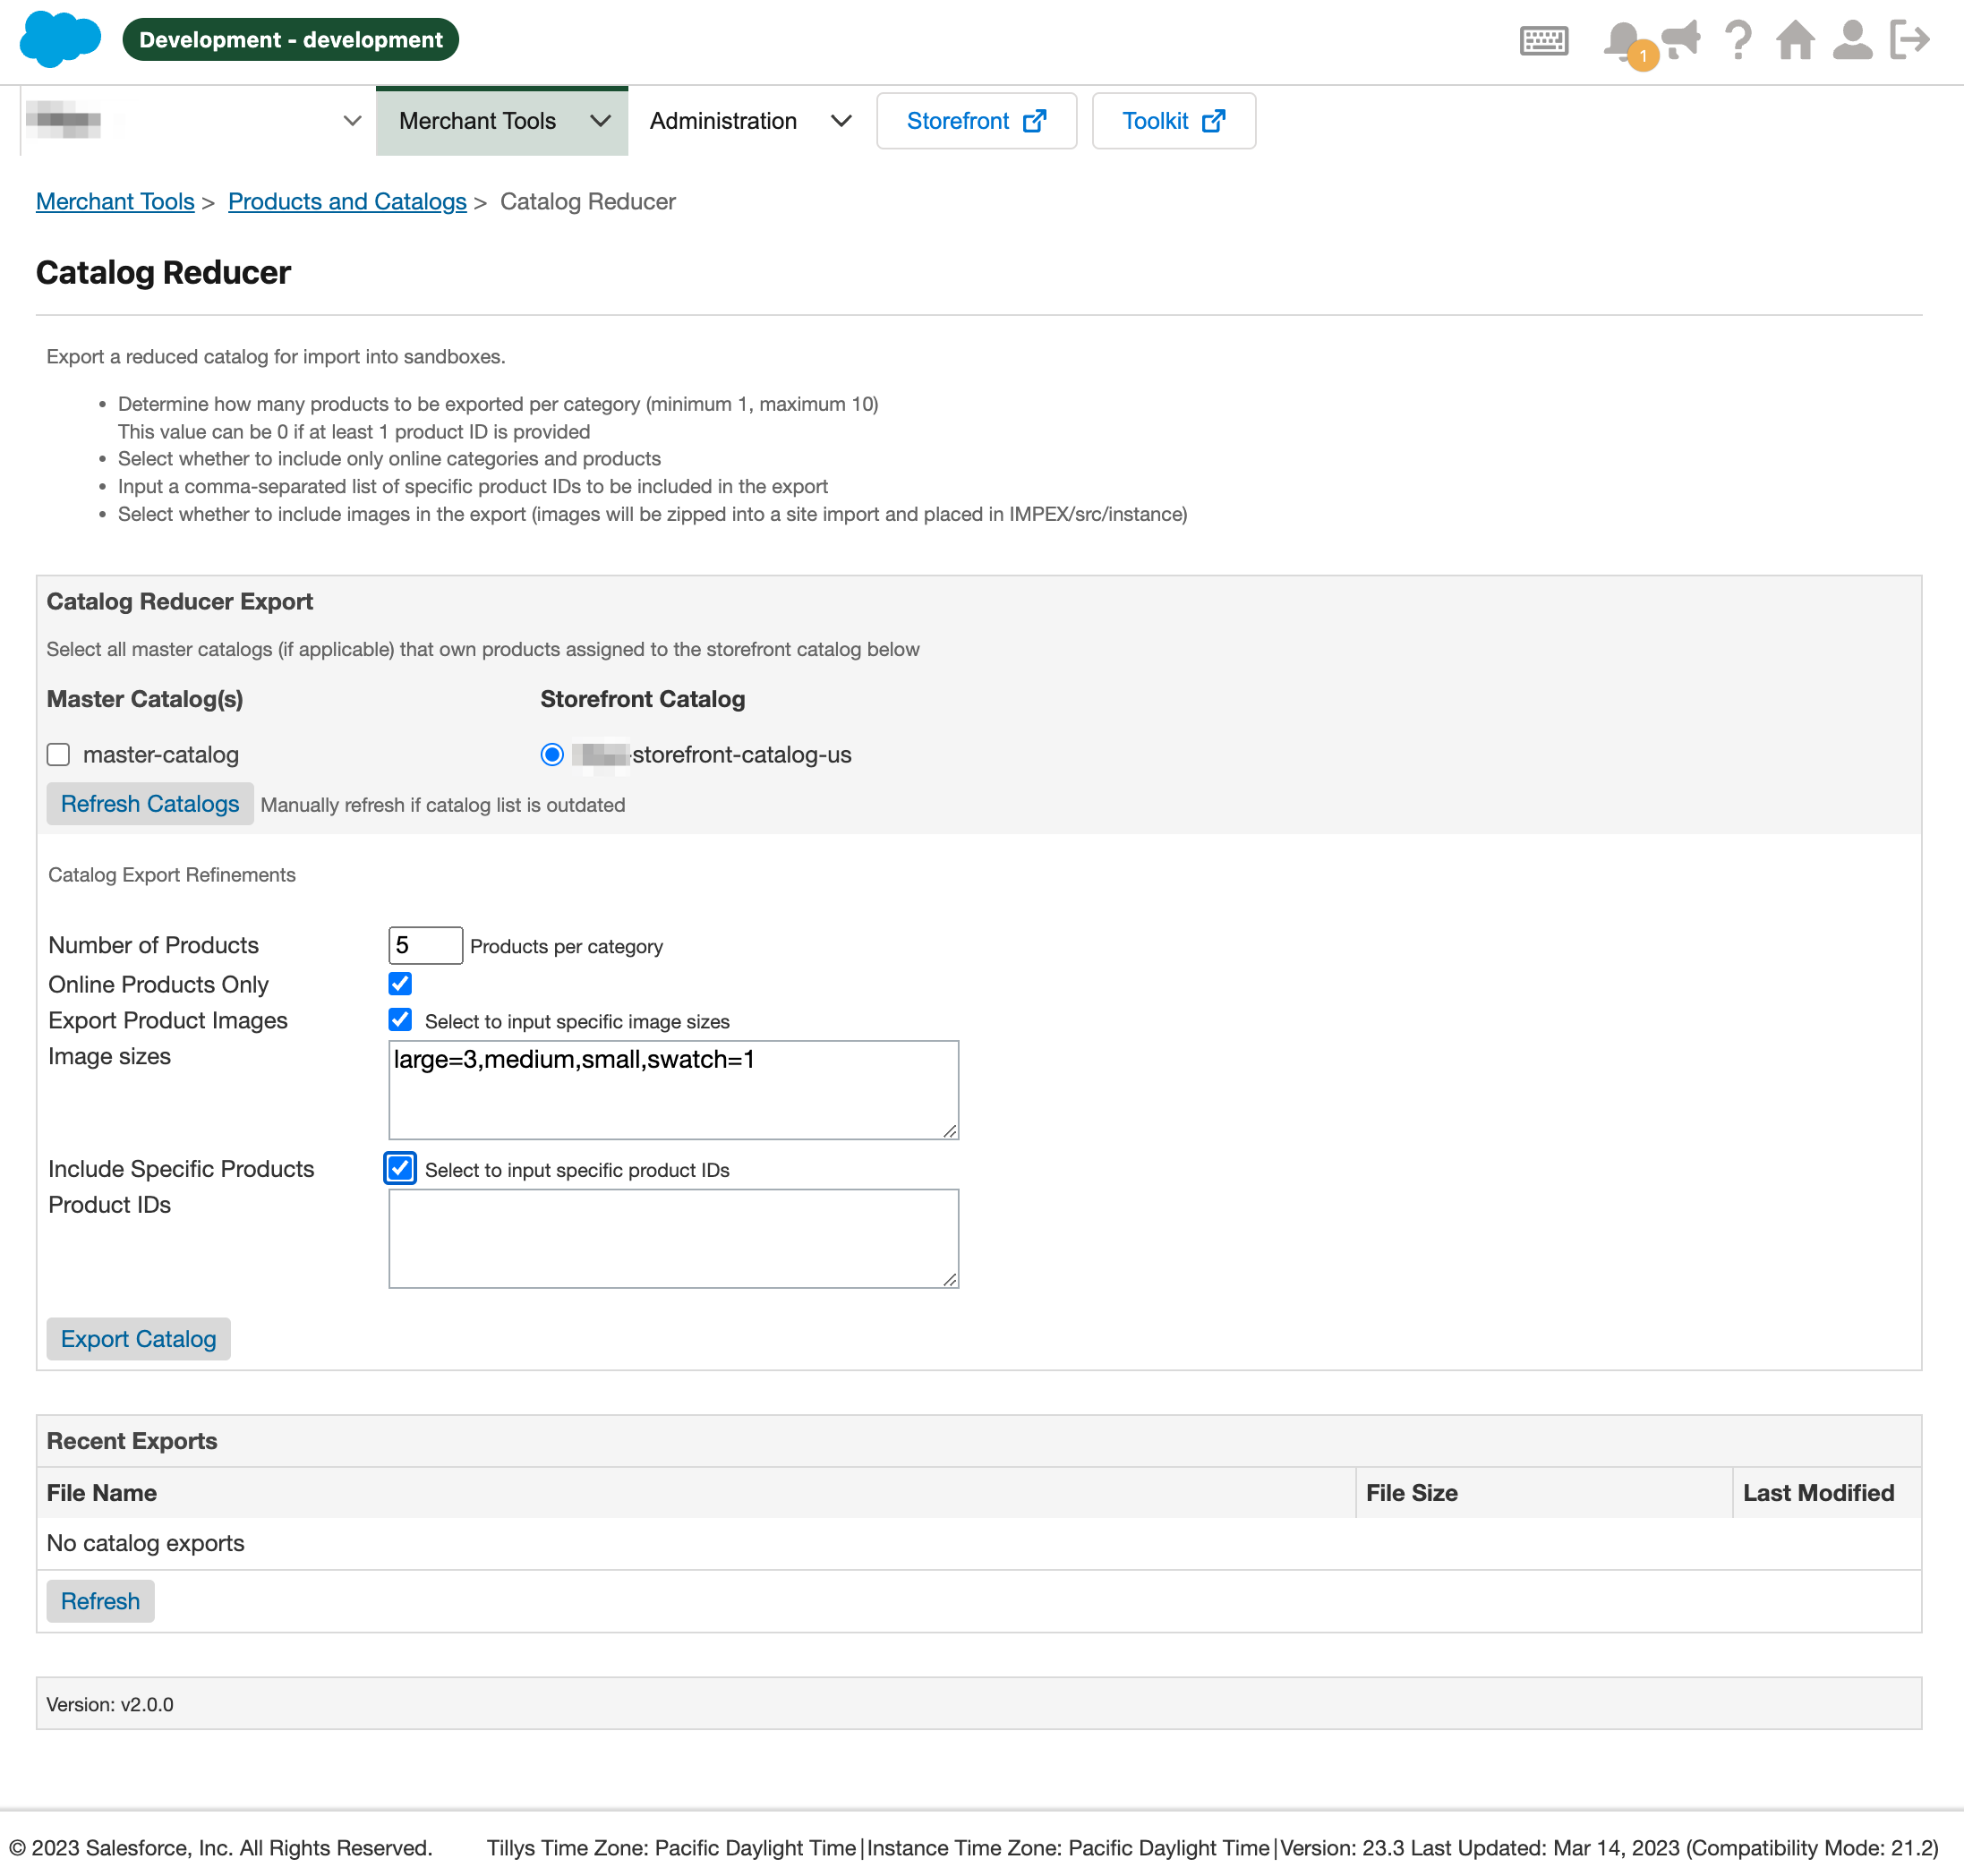 Development - development
1
Merchant Tools Administration Storefront Toolkit
Merchant Tools > Products and Catalogs > Catalog Reducer
Catalog Reducer
Export a reduced catalog for import into sandboxes.
• Determine how many products to be exported per category (minimum 1, maximum 10)
This value can be 0 if at least 1 product ID is provided
• Select whether to include only online categories and products
• Input a comma-separated list of specific product IDs to be included in the export
• Select whether to include images in the export (images will be zipped into a site import and placed in IMPEX/src/instance)
Catalog Reducer Export
Select all master catalogs (if applicable) that own products assigned to the storefront catalog below
Master Catalog(s) Storefront Catalog
master-catalog -storefront-catalog-us
Refresh Catalogs Manually refresh if catalog list is outdated
Catalog Export Refinements
Number of Products 5 Products per category
Online Products Only
Export Product Images Select to input specific image sizes
Image sizes large=3,medium,small,swatch=1
Include Specific Products Select to input specific product IDs
Product IDs
Export Catalog
Recent Exports
File Name File Size Last Modified
No catalog exports
Refresh
Version: v2.0.0
© 2023 Salesforce, Inc. All Rights Reserved. Tillys Time Zone: Pacific Daylight Time|Instance Time Zone: Pacific Daylight Time|Version: 23.3 Last Updated: Mar 14, 2023 (Compatibility Mode: 21.2)